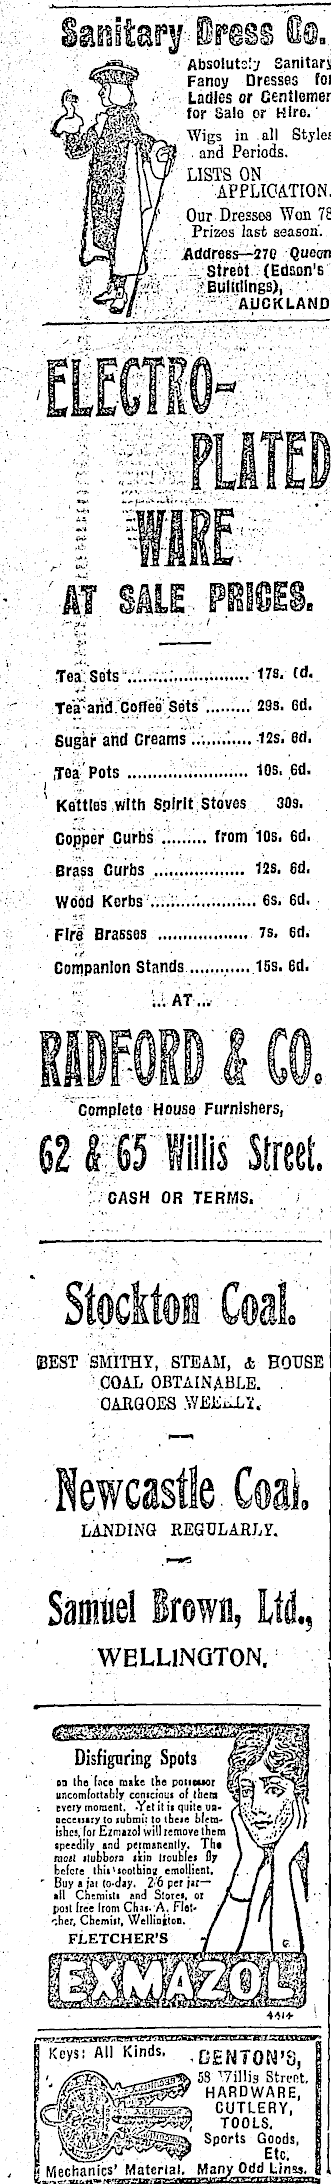 Sanitary Dress Co.
Absolutely Sanitary
Fancy Dresses for
Ladies or Gentlemen
for Sale or Hire.
Wigs in all Styles
and Periods.
LISTS ON
APPLICATION.
Our Dresses Won 78
Prizes last season.
Address—270 Queen
Street (Edson's
Buildings),
AUCKLAND
ELECTRO-
PLATED
WARE
AT SALE PRICES.
Tea Sets ........................ 17s. 6d.
Tea and Coffee Sets ......... 29s. 6d.
Sugar and Creams ............ 12s. 6d.
Tea Pots ........................ 10s. 6d.
Kettles with Spirit Stoves 30s.
Copper Curbs ......... from 10s. 6d.
Brass Curbs .................. 12s. 6d.
Wood Kerbs ..................... 6s. 6d.
Fire Brasses .................. 7s. 6d.
Companion Stands ............ 15s. 6d.
... AT ...
RADFORD & CO.
Complete House Furnishers,
62 & 65 Willis Street.
CASH OR TERMS.
Stockton Coal.
BEST SMITHY, STEAM, & HOUSE
COAL OBTAINABLE.
CARGOES WEEKLY.
Newcastle Coal.
LANDING REGULARLY.
Samuel Brown, Ltd.,
WELLINGTON.
Disfiguring Spots
on the face make the possessor
uncomfortably conscious of them
every moment. Yet it is quite un-
necessary to submit to these blem-
ishes, for Exmazol will remove them
speedily and permanently. The
most stubborn skin troubles fly
before this soothing emollient.
Buy a jar to-day. 2/6 per jar—
all Chemists and Stores, or
post free from Chas. A. Flet-
cher, Chemist, Wellington.
FLETCHER'S
EXMAZOL
4414
Keys: All Kinds.
DENTON'S,
58 Willis Street.
HARDWARE,
CUTLERY,
TOOLS.
Sports Goods,
Etc.
Mechanics' Material, Many Odd Lines.